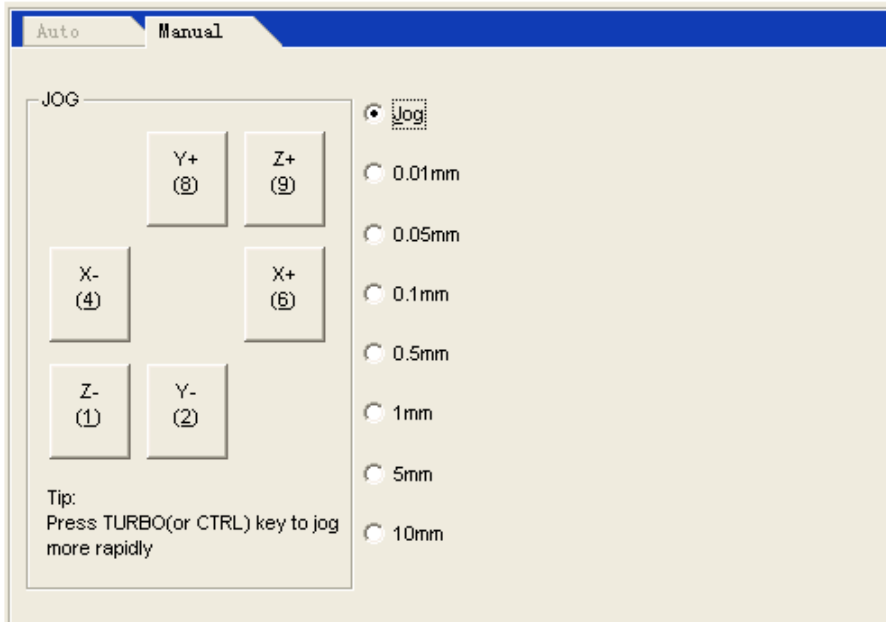 Auto
Manual
JOG
Y+
(8)
Z+
(9)
X-
(4)
X+
(6)
Z-
(1)
Y-
(2)
Tip:
Press TURBO(or CTRL) key to jog
more rapidly
Jog
0.01mm
0.05mm
0.1mm
0.5mm
1mm
5mm
10mm